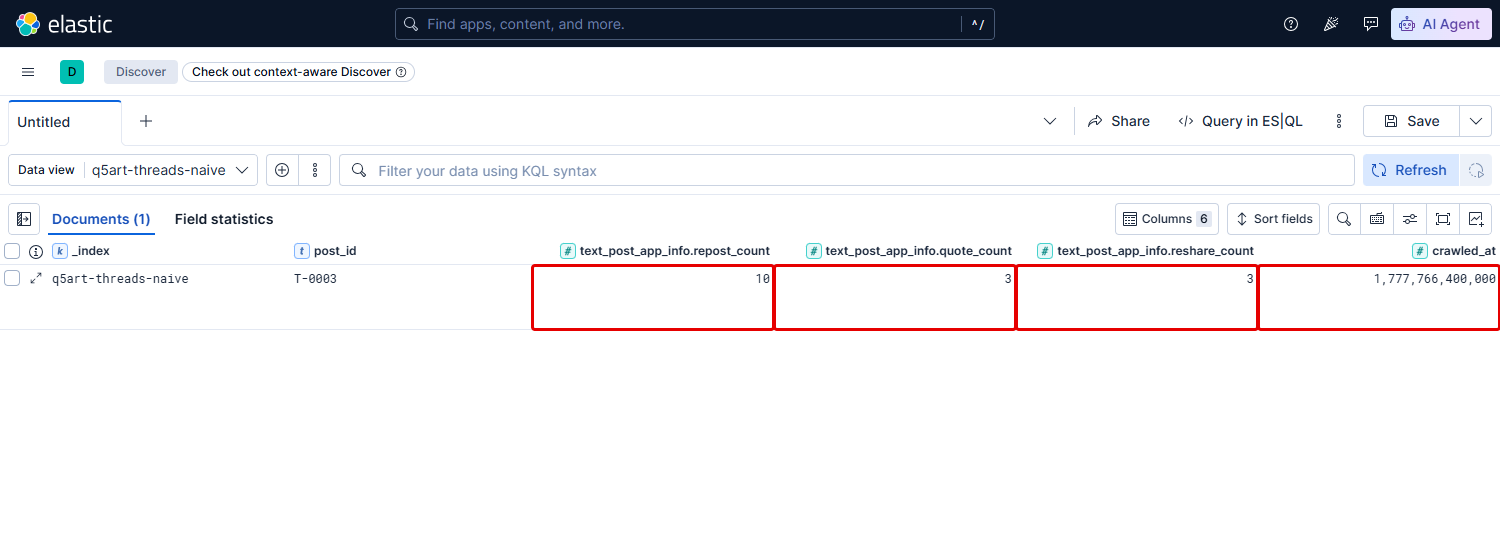 elastic
Find apps, content, and more.
^ /
AI Agent
D
Discover
Check out context-aware Discover
Untitled
Share
Query in ES|QL
Save
Data view
q5art-threads-naive
Filter your data using KQL syntax
Refresh
Documents (1)
Field statistics
Columns 6
Sort fields
k _index
t post_id
# text_post_app_info.repost_count
# text_post_app_info.quote_count
# text_post_app_info.reshare_count
# crawled_at
q5art-threads-naive
T-0003
10
3
3
1,777,766,400,000